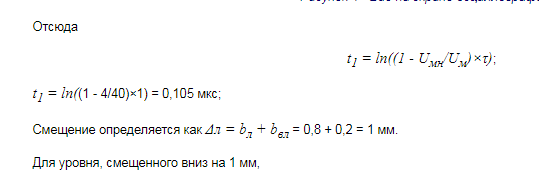 Отсюда
t1 = ln((1 - Uмн/Uм)×τ);
t1 = ln((1 - 4/40)×1) = 0,105 мкс;
Смещение определяется как Δл = bл + bвл = 0,8 + 0,2 = 1 мм.
Для уровня, смещенного вниз на 1 мм,